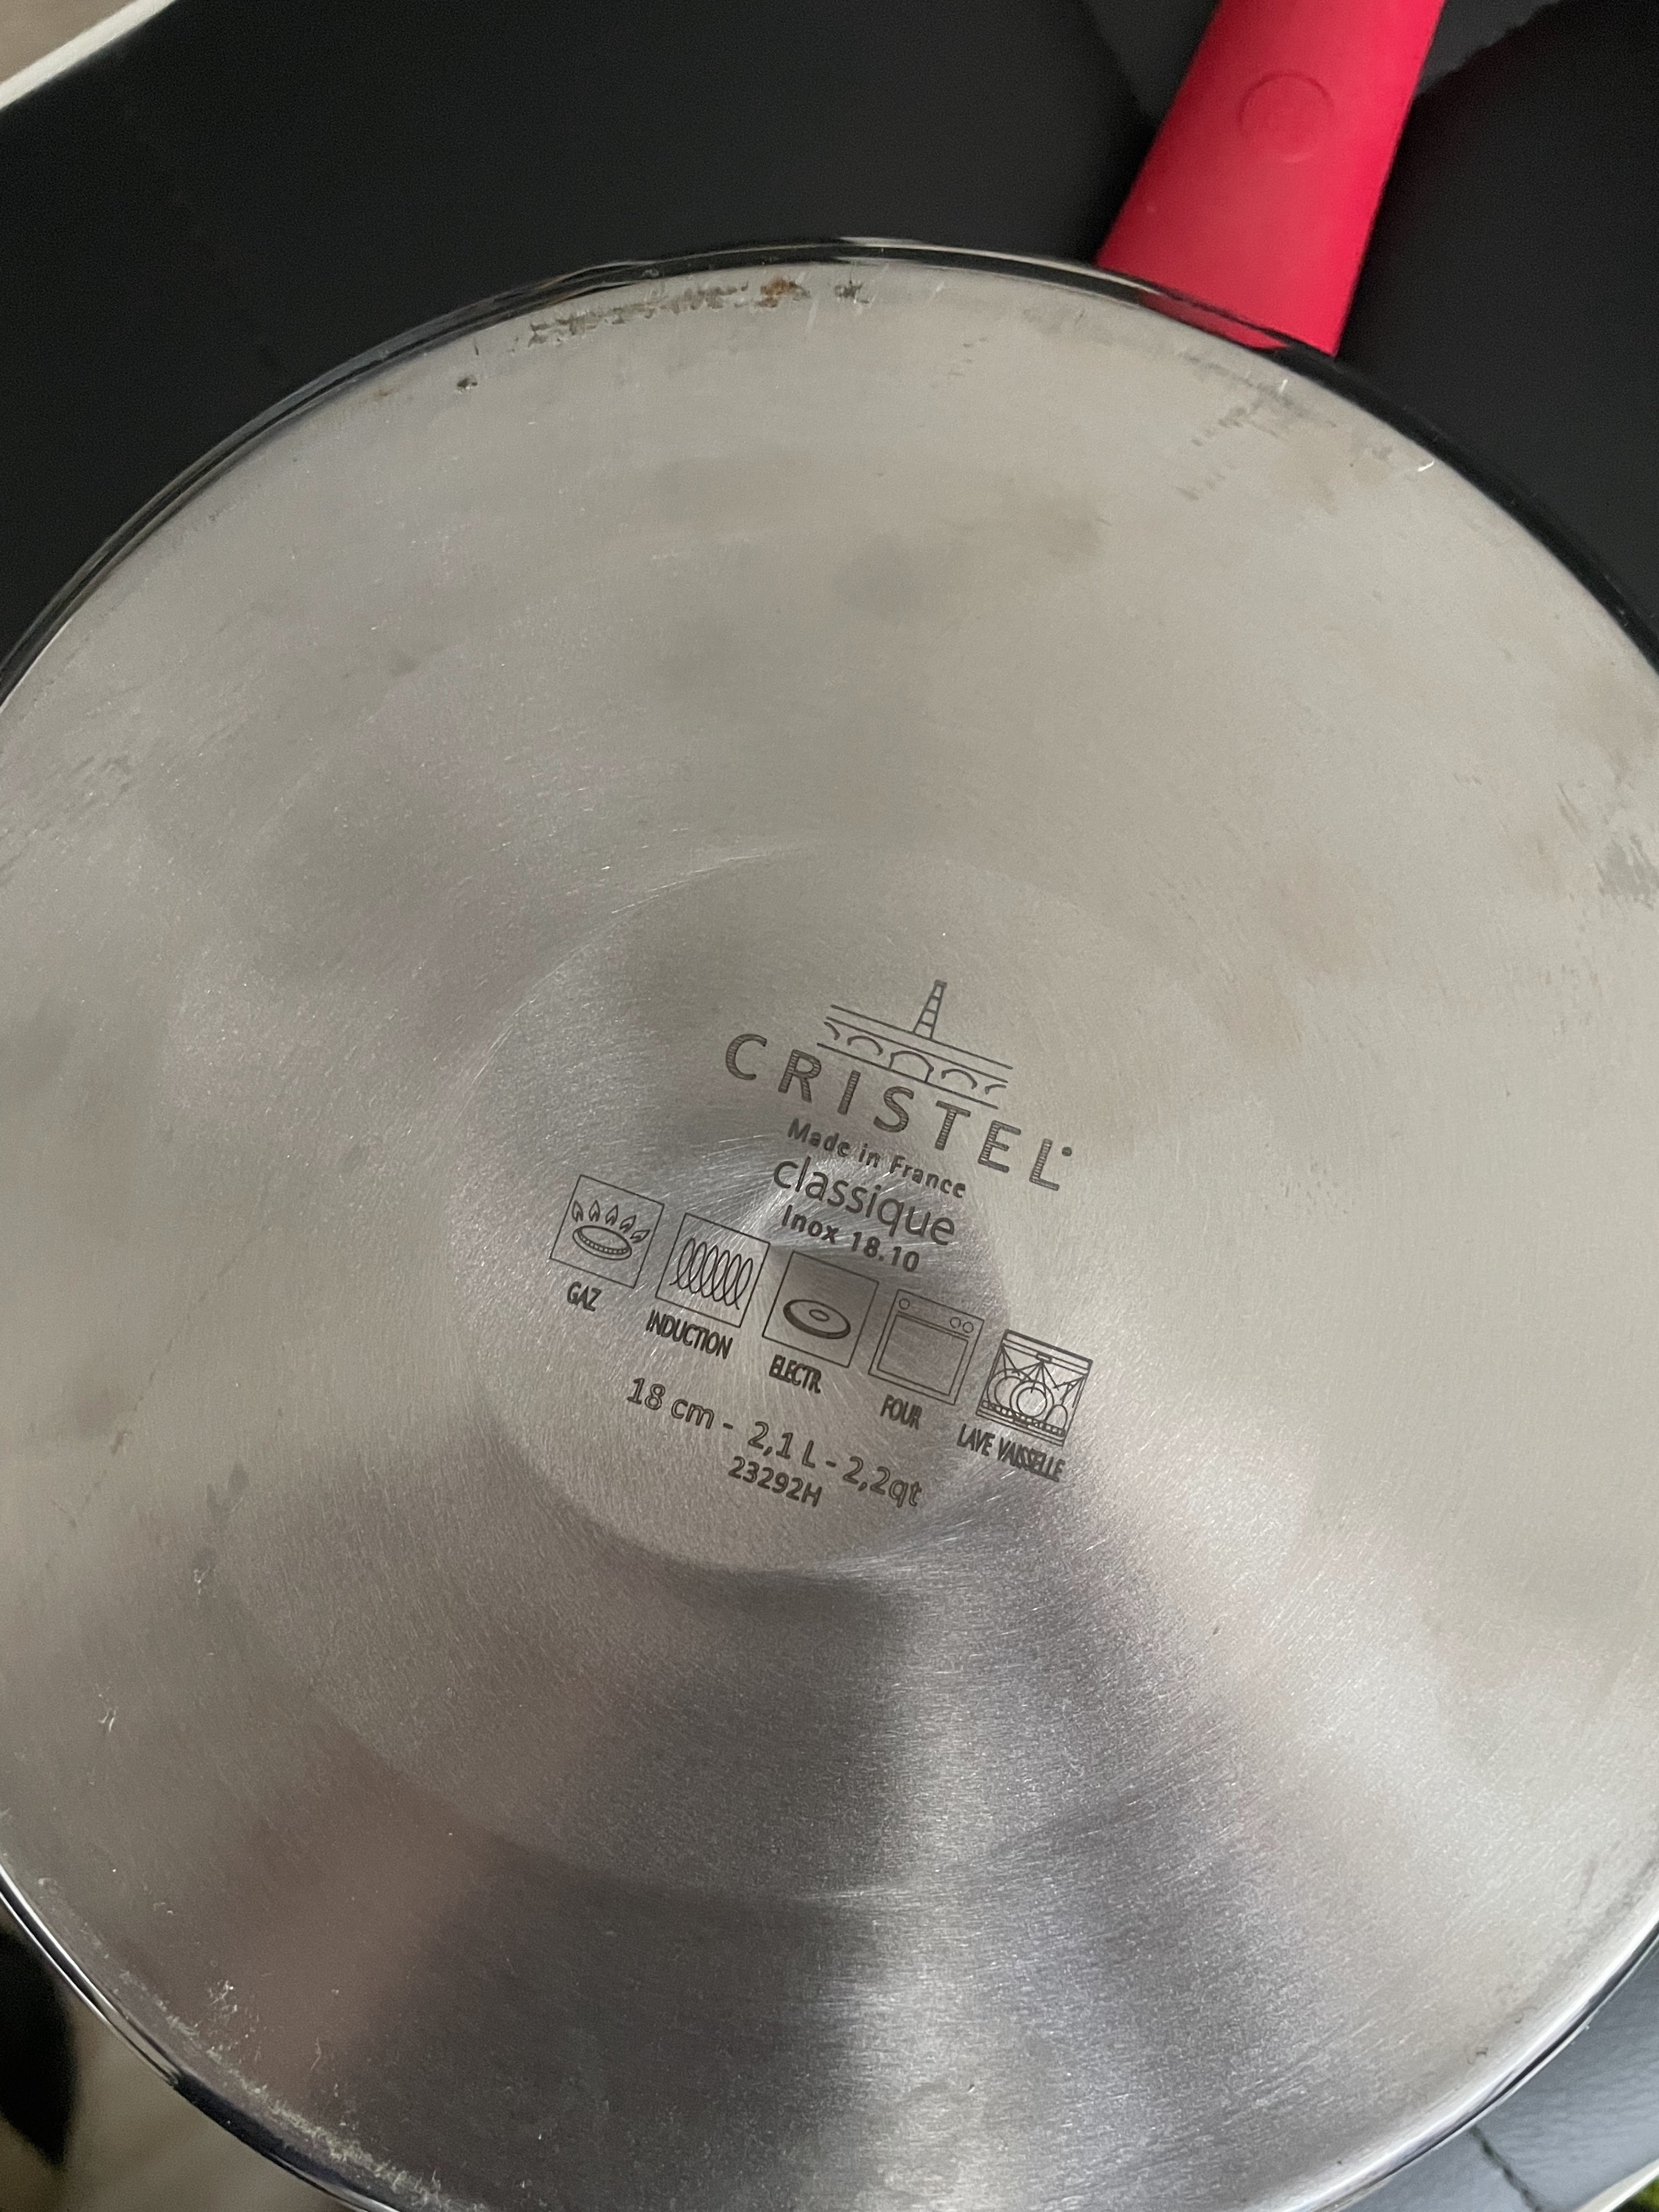 CRISTEL®
Made in France
classique
Inox 18.10
GAZ INDUCTION ELECTR FOUR LAVE VAISSELLE
18 cm - 2,1 L - 2,2qt
23292H